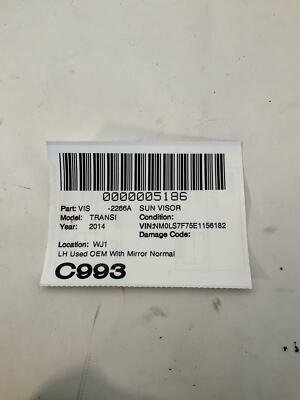 0000005186
Part: VIS -2266A SUN VISOR
Model: TRANSI Condition:
Year: 2014 VIN:NM0LS7F75E1156182
Damage Code:
Location: WJ1
LH Used OEM With Mirror Normal
C993